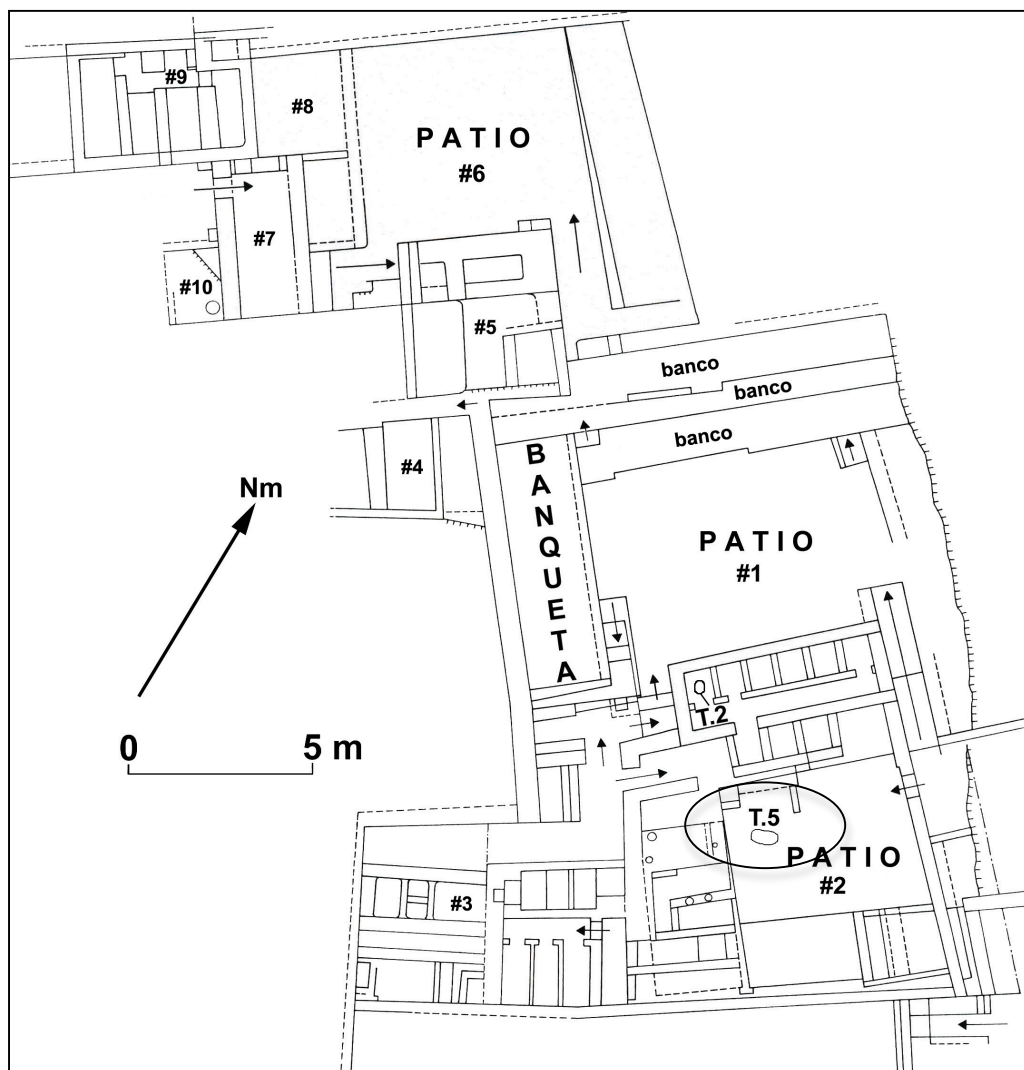 #9
#8
PATIO
#6
#7
#10
#5
banco
banco
banco
#4
BANQUETA
Nm
PATIO
#1
T.2
0 5 m
T.5
PATIO
#2
#3